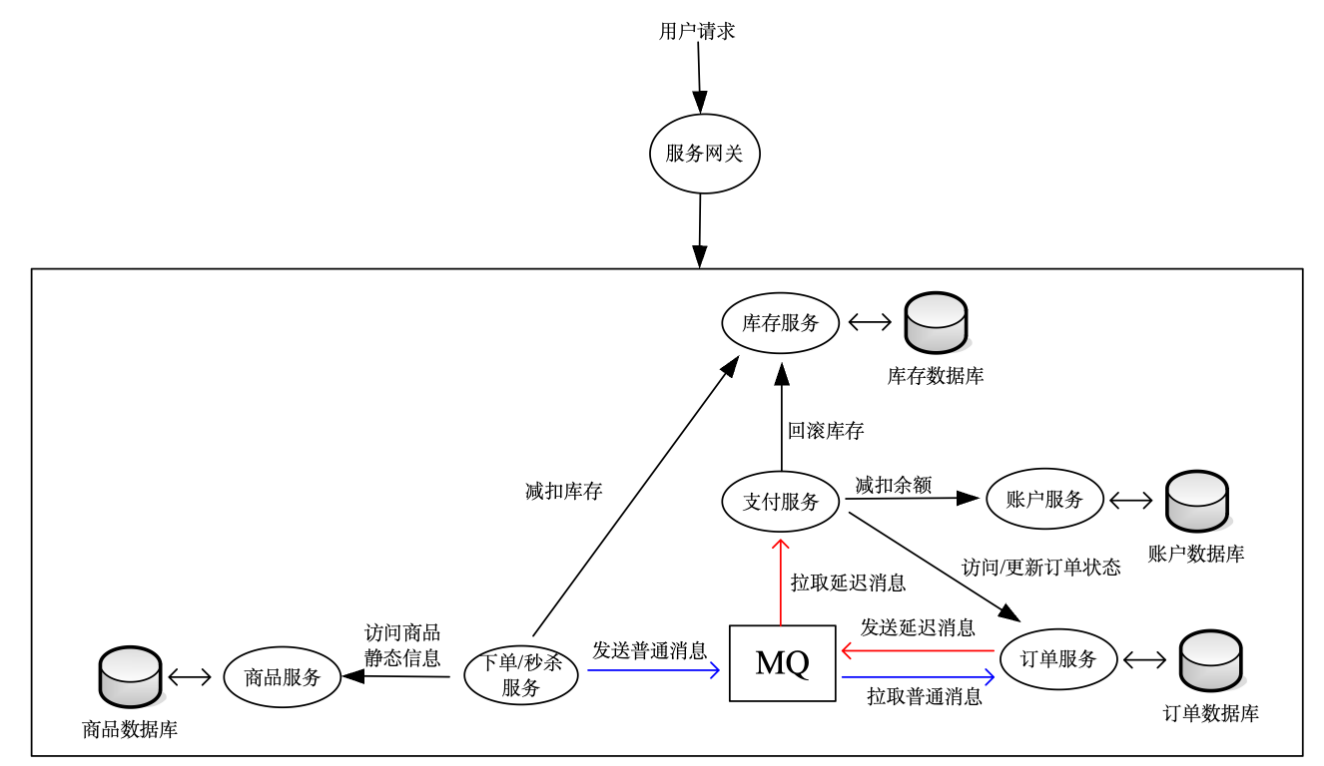 用户请求
服务网关
库存服务
库存数据库
回滚库存
减扣库存
支付服务
减扣余额
账户服务
账户数据库
访问/更新订单状态
拉取延迟消息
发送延迟消息
访问商品
静态信息
发送普通消息
MQ
订单服务
下单/秒杀
服务
商品服务
拉取普通消息
订单数据库
商品数据库